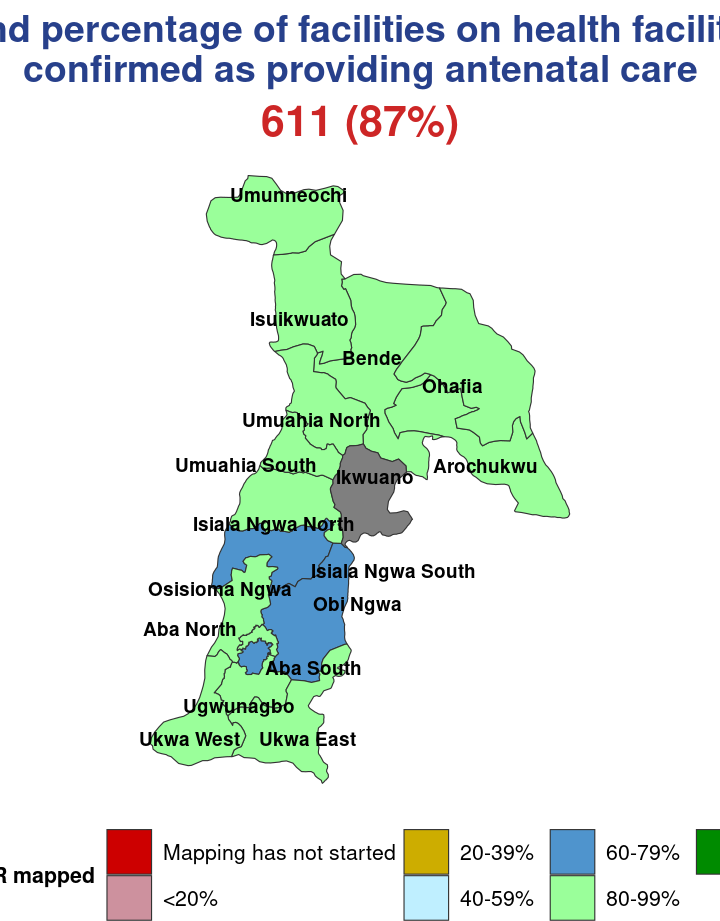 percentage of facilities on health
confirmed as providing antenatal care
611 (87%)
Umunneochi
Isuikwuato
Bende
Ohafia
Umuahia North
Umuahia South
Arochukwu
Ikwuano
Isiala Ngwa North
Isiala Ngwa South
Osisioma Ngwa
Obi Ngwa
Aba North
Aba South
Ugwunagbo
Ukwa West
Ukwa East
mapped
Mapping has not started
20-39%
60-79%
<20%
40-59%
80-99%